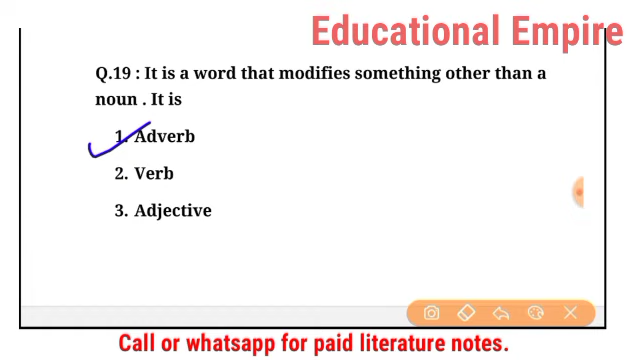 Educational Empire
Q.19 : It is a word that modifies something other than a
noun . It is
1. Adverb
2. Verb
3. Adjective
Call or whatsapp for paid literature notes.